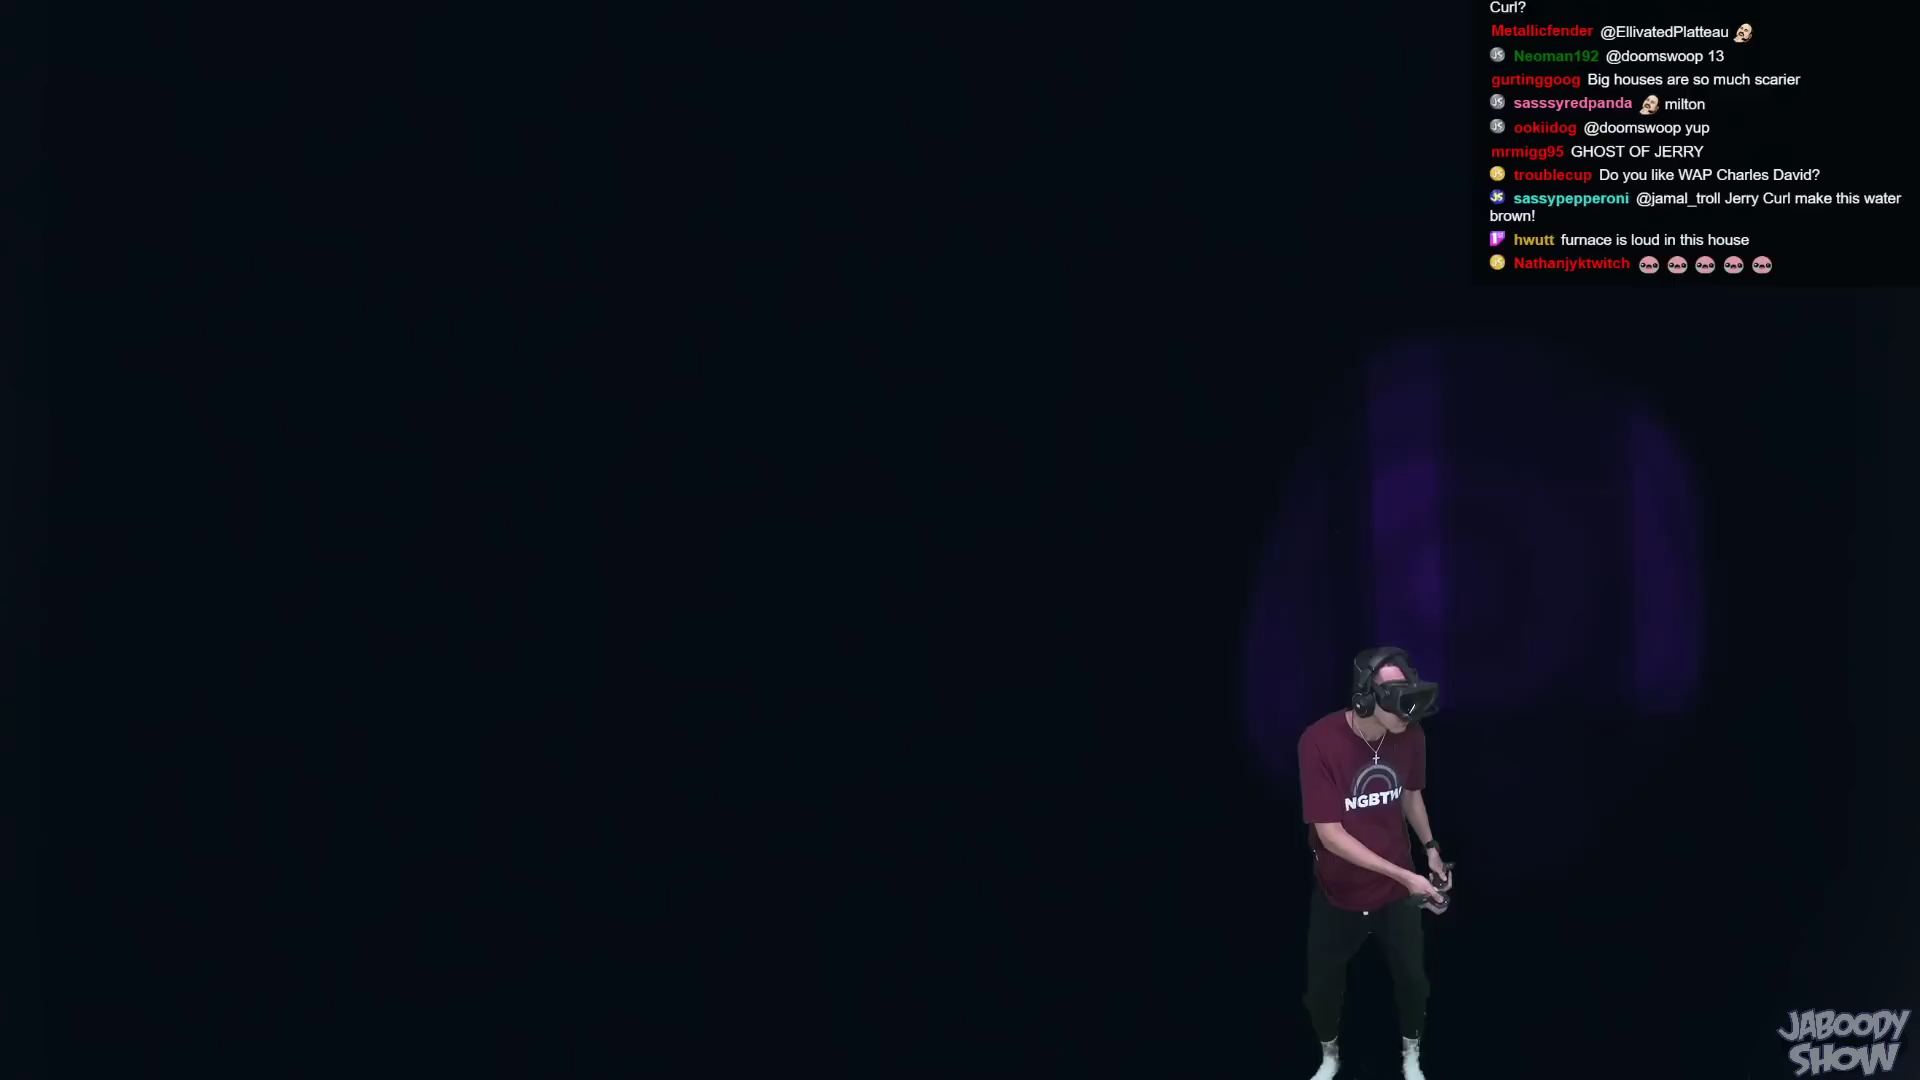 Curl?
Metallicfender @EllivatedPlatteau
Neoman192 @doomswoop 13
gurtinggoog Big houses are so much scarier
sasssyredpanda milton
ookiidog @doomswoop yup
mrmigg95 GHOST OF JERRY
troublecup Do you like WAP Charles David?
sassypepperoni @jamal_troll Jerry Curl make this water
brown!
hwutt furnace is loud in this house
Nathanjyktwitch
NGBTW
JABOODY
SHOW